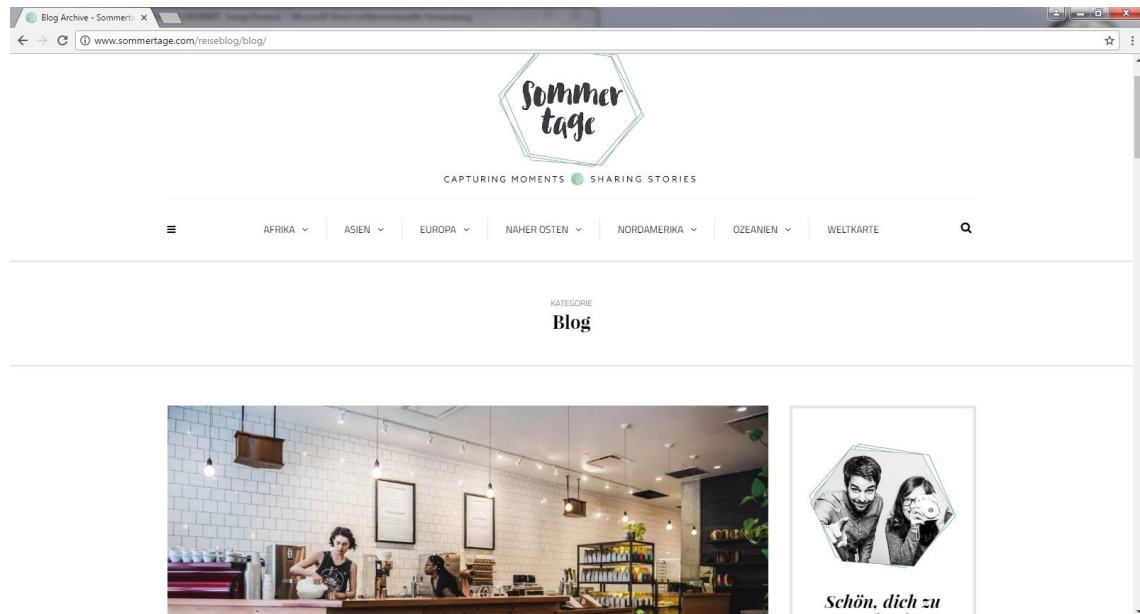 Blog Archive - Sommert
www.sommertage.com/reiseblog/blog/
Sommer
tage
CAPTURING MOMENTS SHARING STORIES
AFRIKA ASIEN EUROPA NAHER OSTEN NORDAMERIKA OZEANIEN WELTKARTE
KATEGORIE
Blog
Schön, dich zu